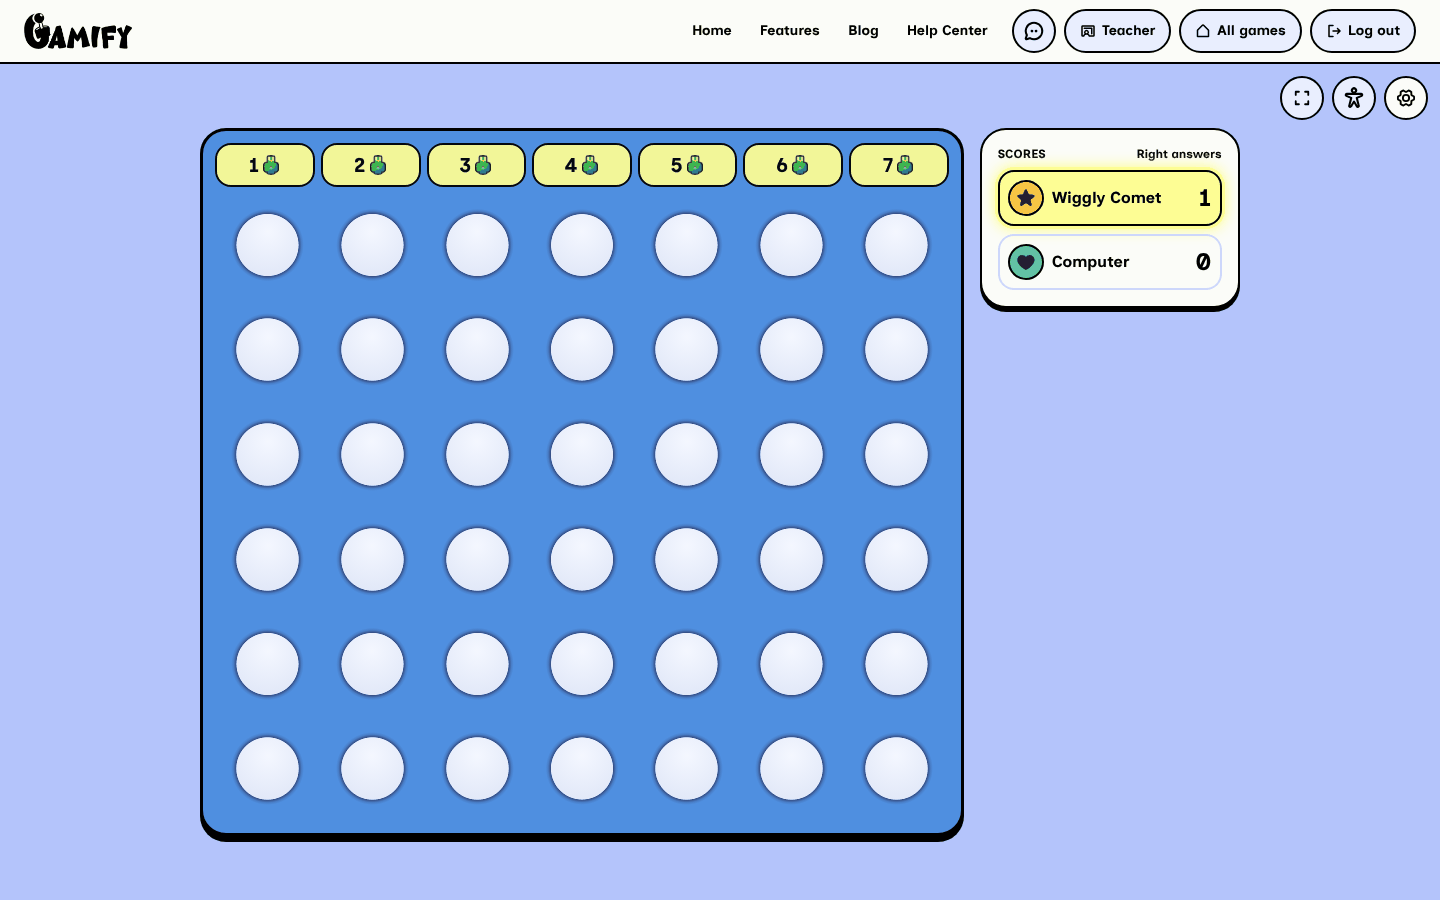 GAMIFY
Home Features Blog Help Center Teacher All games Log out
1 2 3 4 5 6 7
SCORES Right answers
Wiggly Comet 1
Computer 0